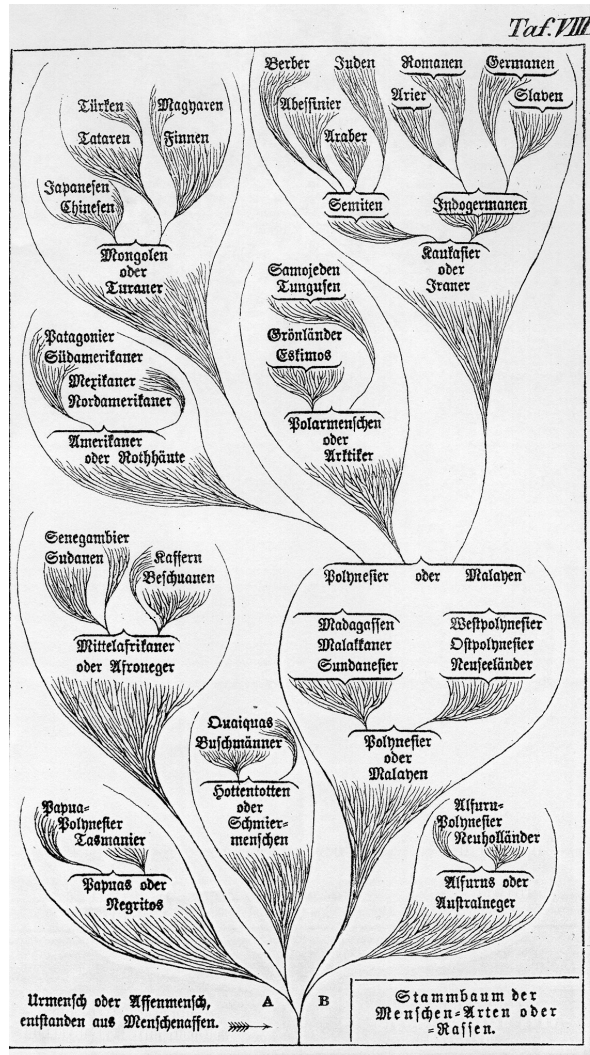 Taf. VIII.
Berber
Juden
Romanen
Germanen
Türken
Magyaren
Abessinier
Arier
Slaven
Tataren
Finnen
Araber
Japanesen
Chinesen
Semiten
Indogermanen
Mongolen
oder
Turaner
Kaukasier
oder
Iraner
Samojeden
Tungusen
Patagonier
Südamerikaner
Mexikaner
Nordamerikaner
Grönländer
Eskimos
Amerikaner
oder Rothhäute
Polarmenschen
oder
Arktiker
Senegambier
Sudanen
Kaffern
Beschuanen
Polynesier oder Malayen
Mittelafrikaner
oder Afroneger
Madagassen
Malakkaner
Sundanesier
Westpolynesier
Ostpolynesier
Neuseeländer
Quaiquas
Buschmänner
Polynesier
oder
Malayen
Hottentotten
oder
Schmier-
menschen
Papua-
Polynesier
Tasmanier
Alfuru-
Polynesier
Neuholländer
Papuas oder
Negritos
Alfurus oder
Australneger
A B
Urmensch oder Affenmensch,
entstanden aus Menschenaffen.
Stammbaum der
Menschen-Arten oder
-Rassen.